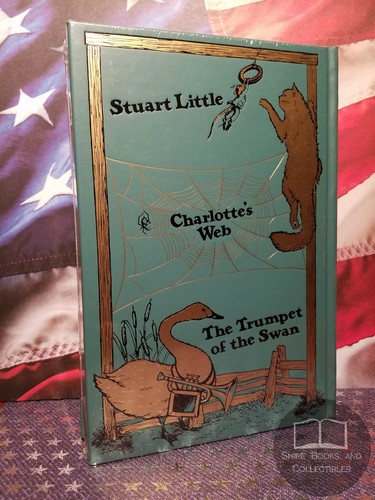 Stuart Little
Charlotte's
Web
The Trumpet
of the Swan
Shire Books and
Collectibles